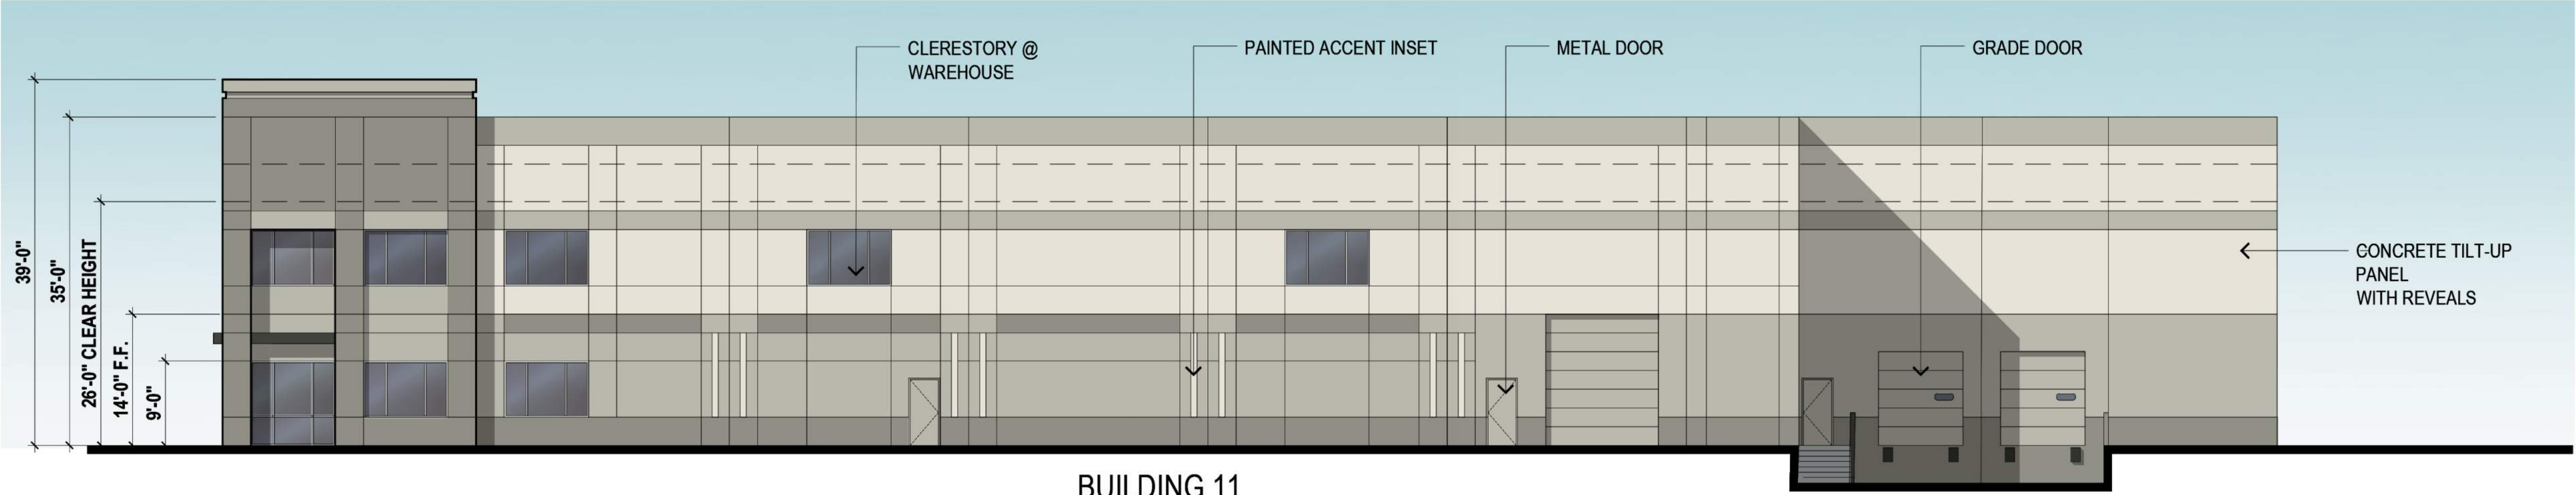 CLERESTORY @
WAREHOUSE
PAINTED ACCENT INSET
METAL DOOR
GRADE DOOR
39'-0"
35'-0"
26'-0" CLEAR HEIGHT
14'-0" F.F.
9'-0"
CONCRETE TILT-UP
PANEL
WITH REVEALS
BUILDING 11